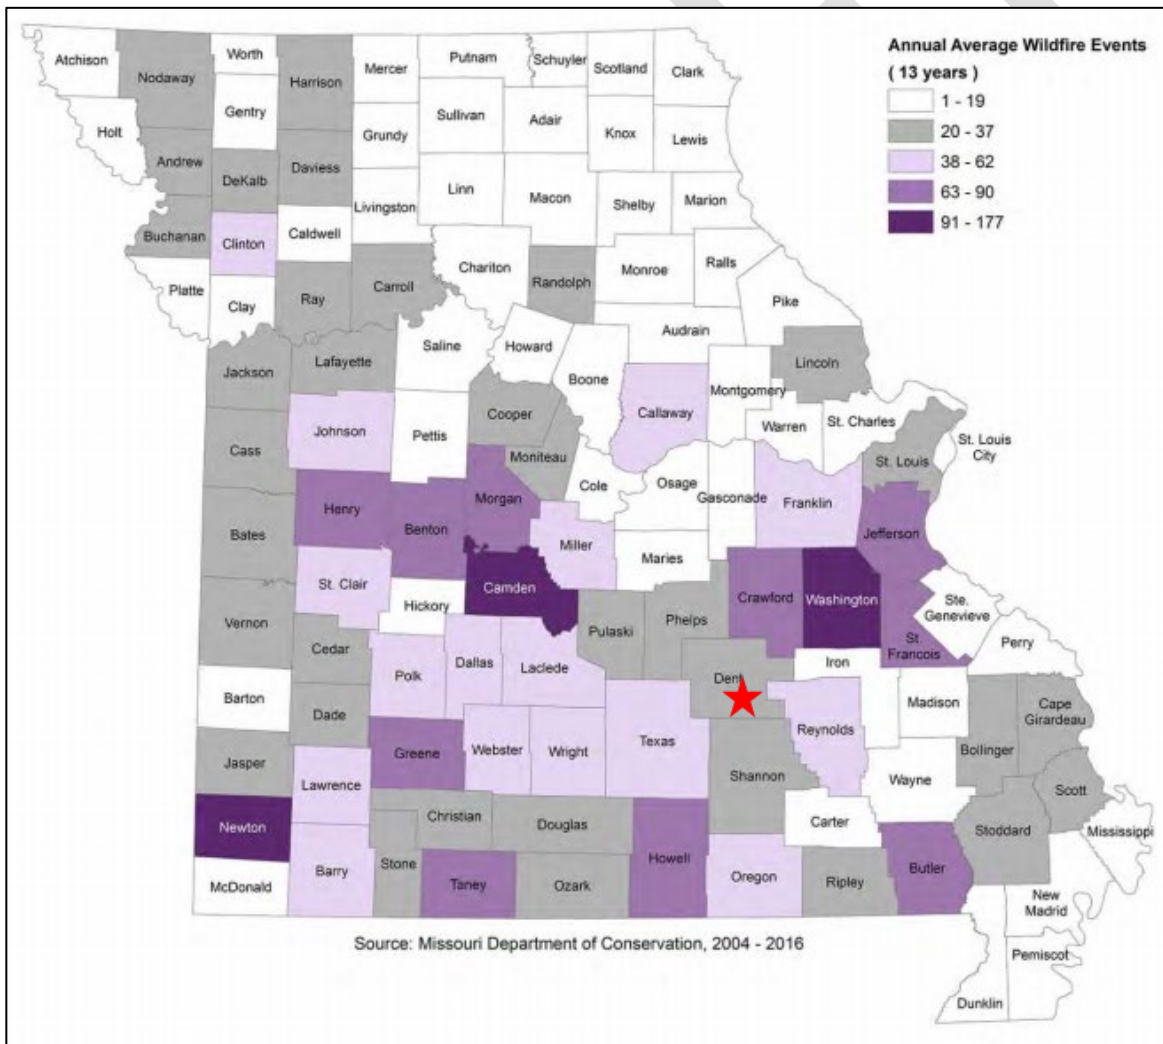 Annual Average Wildfire Events
( 13 years )
1 - 19
20 - 37
38 - 62
63 - 90
91 - 177
Atchison
Nodaway
Worth
Harrison
Mercer
Putnam
Schuyler
Scotland
Clark
Holt
Gentry
Grundy
Sullivan
Adair
Knox
Lewis
Andrew
DeKalb
Daviess
Livingston
Linn
Macon
Shelby
Marion
Buchanan
Clinton
Caldwell
Chariton
Randolph
Monroe
Ralls
Platte
Clay
Ray
Carroll
Pike
Audrain
Saline
Howard
Boone
Lincoln
Jackson
Lafayette
Cooper
Callaway
Montgomery
Warren
St. Charles
St. Louis
City
Johnson
Pettis
Moniteau
Cass
St. Louis
Cole
Osage
Gasconade
Franklin
Henry
Benton
Morgan
Jefferson
Bates
Miller
Maries
St. Clair
Hickory
Camden
Crawford
Washington
Ste.
Genevieve
Vernon
Pulaski
Phelps
St.
Francois
Perry
Cedar
Polk
Dallas
Laclede
Dent
Iron
Barton
Madison
Cape
Girardeau
Dade
Reynolds
Bollinger
Greene
Webster
Wright
Texas
Jasper
Lawrence
Shannon
Wayne
Scott
Newton
Christian
Douglas
Carter
Stoddard
Mississippi
McDonald
Barry
Stone
Taney
Ozark
Howell
Oregon
Ripley
Butler
New
Madrid
Pemiscot
Dunklin
Source: Missouri Department of Conservation, 2004 - 2016